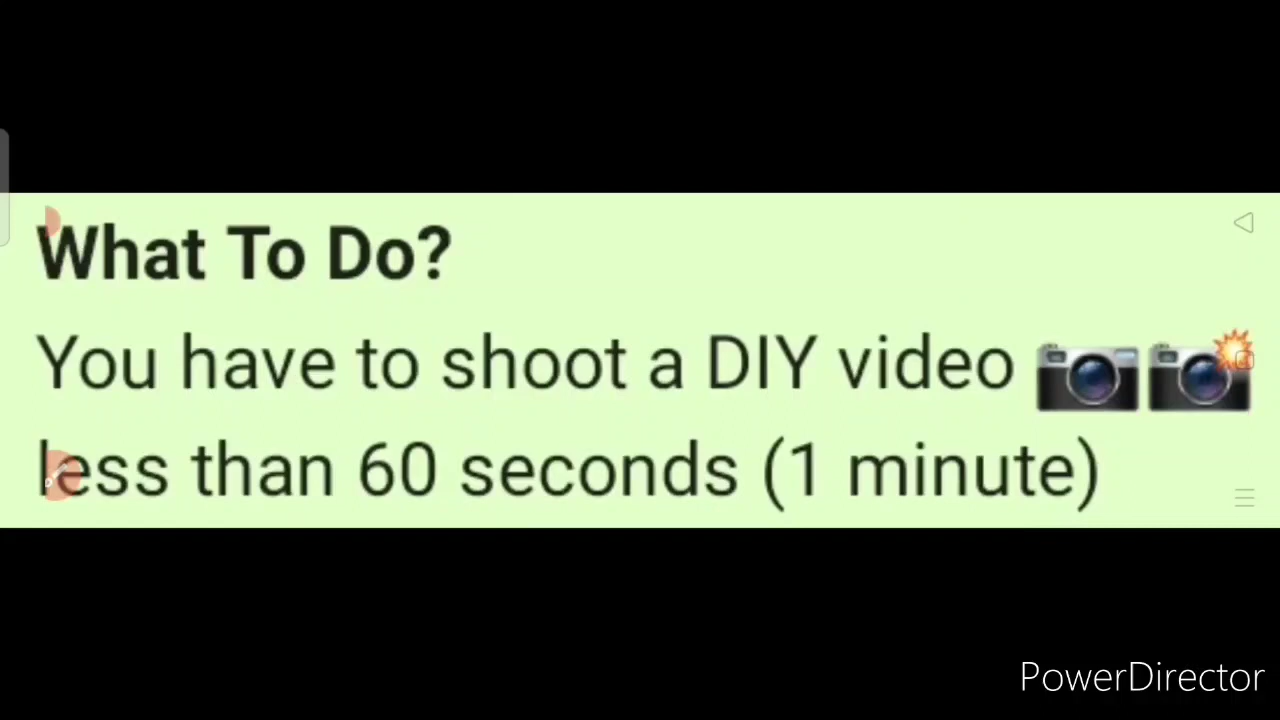 What To Do?
You have to shoot a DIY video 📷📸
less than 60 seconds (1 minute)
PowerDirector